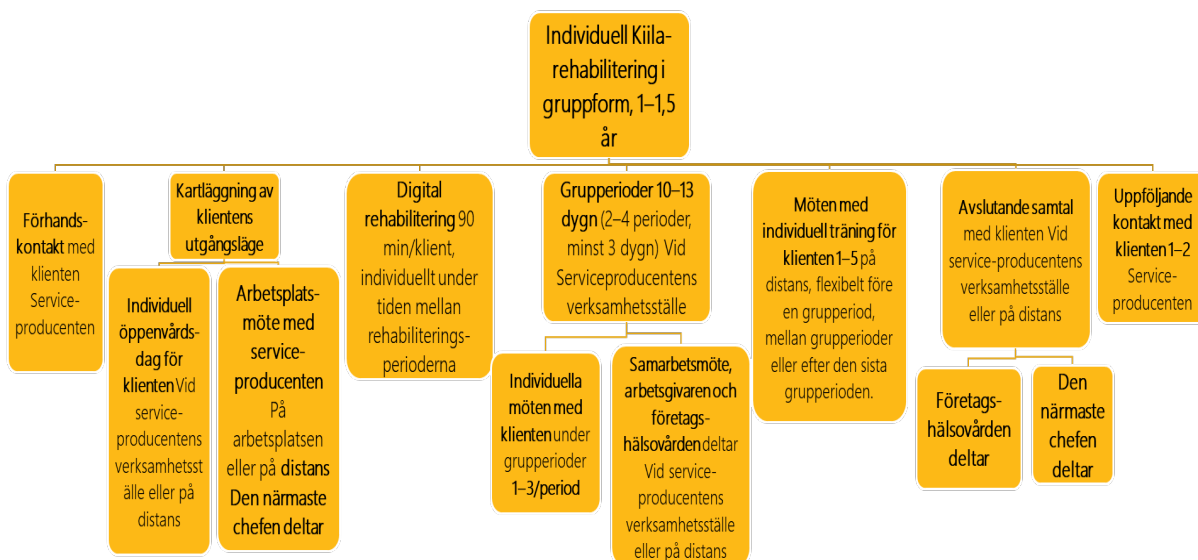 Individuell Kiila-
rehabilitering i
gruppform, 1–1,5
år
Förhands-
kontakt med
klienten
Service-
producenten
Kartläggning av
klientens
utgångsläge
Individuell
öppenvårds-
dag för
klienten Vid
service-
producentens
verksamhetsst
älle eller på
distans
Arbetsplats-
möte med
service-
producenten
På
arbetsplatsen
eller på distans
Den närmaste
chefen deltar
Digital
rehabilitering 90
min/klient,
individuellt under
tiden mellan
rehabiliterings-
perioderna
Grupperioder 10–13
dygn (2–4 perioder,
minst 3 dygn) Vid
Serviceproducentens
verksamhetsställe
Individuella
möten med
klienten under
grupperioder
1–3/period
Samarbetsmöte,
arbetsgivaren och
företags-
hälsovården deltar
Vid service-
producentens
verksamhetsställe
eller på distans
Möten med
individuell träning för
klienten 1–5 på
distans, flexibelt före
en grupperiod,
mellan grupperioder
eller efter den sista
grupperioden.
Avslutande samtal
med klienten Vid
service-producentens
verksamhetsställe
eller på distans
Företags-
hälsovården
deltar
Den
närmaste
chefen
deltar
Uppföljande
kontakt med
klienten 1–2
Service-
producenten